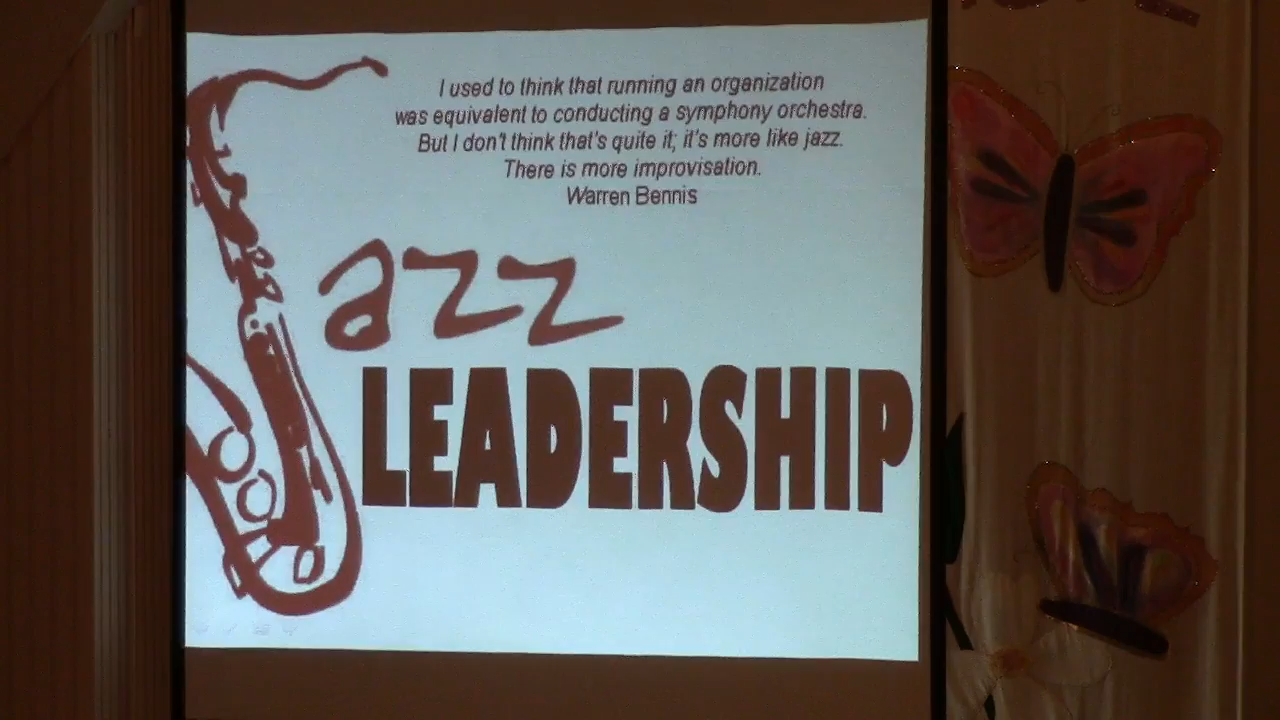 I used to think that running an organization
was equivalent to conducting a symphony orchestra.
But I don't think that's quite it; it's more like jazz.
There is more improvisation.
Warren Bennis
azz
LEADERSHIP